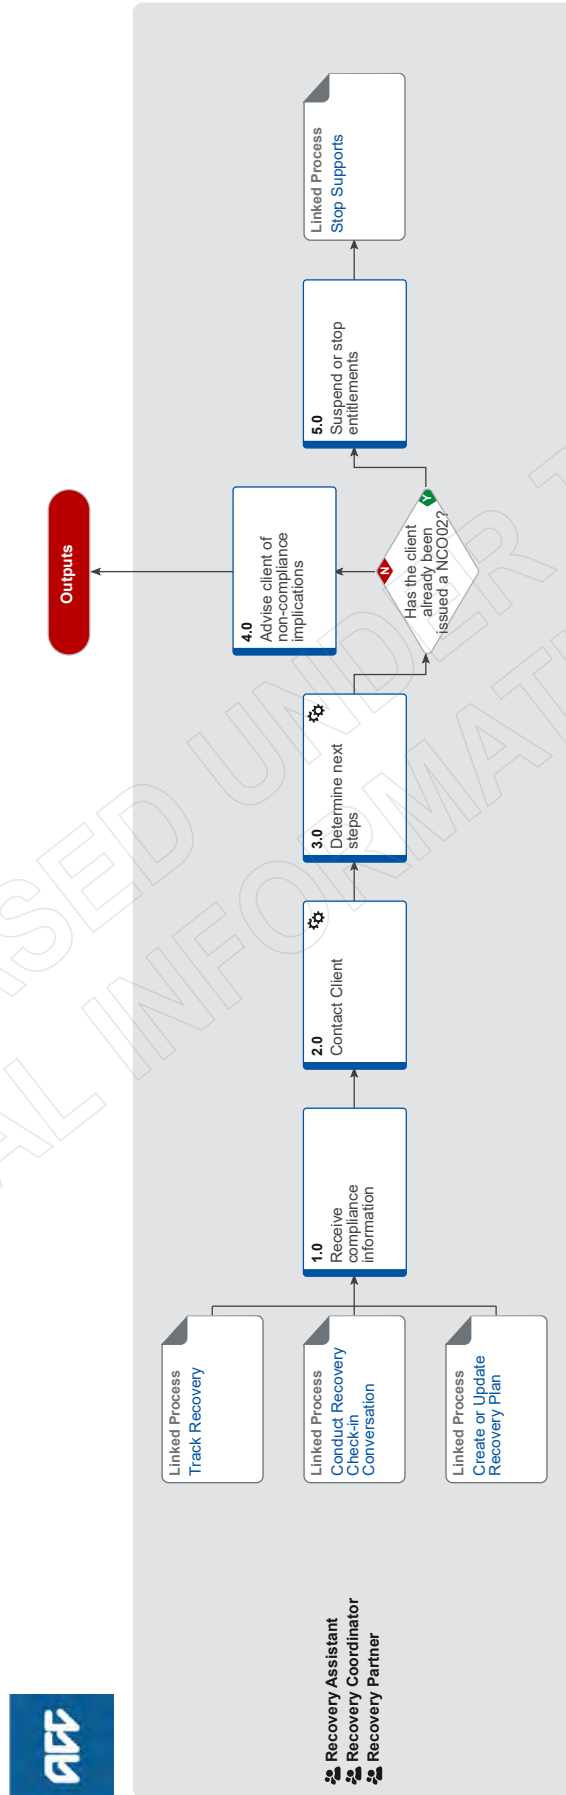 ACC
Recovery Assistant
Recovery Coordinator
Recovery Partner
Linked Process
Track Recovery
Linked Process
Conduct Recovery
Check-in
Conversation
Linked Process
Create or Update
Recovery Plan
1.0
Receive
compliance
information
2.0
Contact Client
3.0
Determine next
steps
Has the client
already been
issued a NCO02?
N
Y
4.0
Advise client of
non-compliance
implications
Outputs
5.0
Suspend or stop
entitlements
Linked Process
Stop Supports